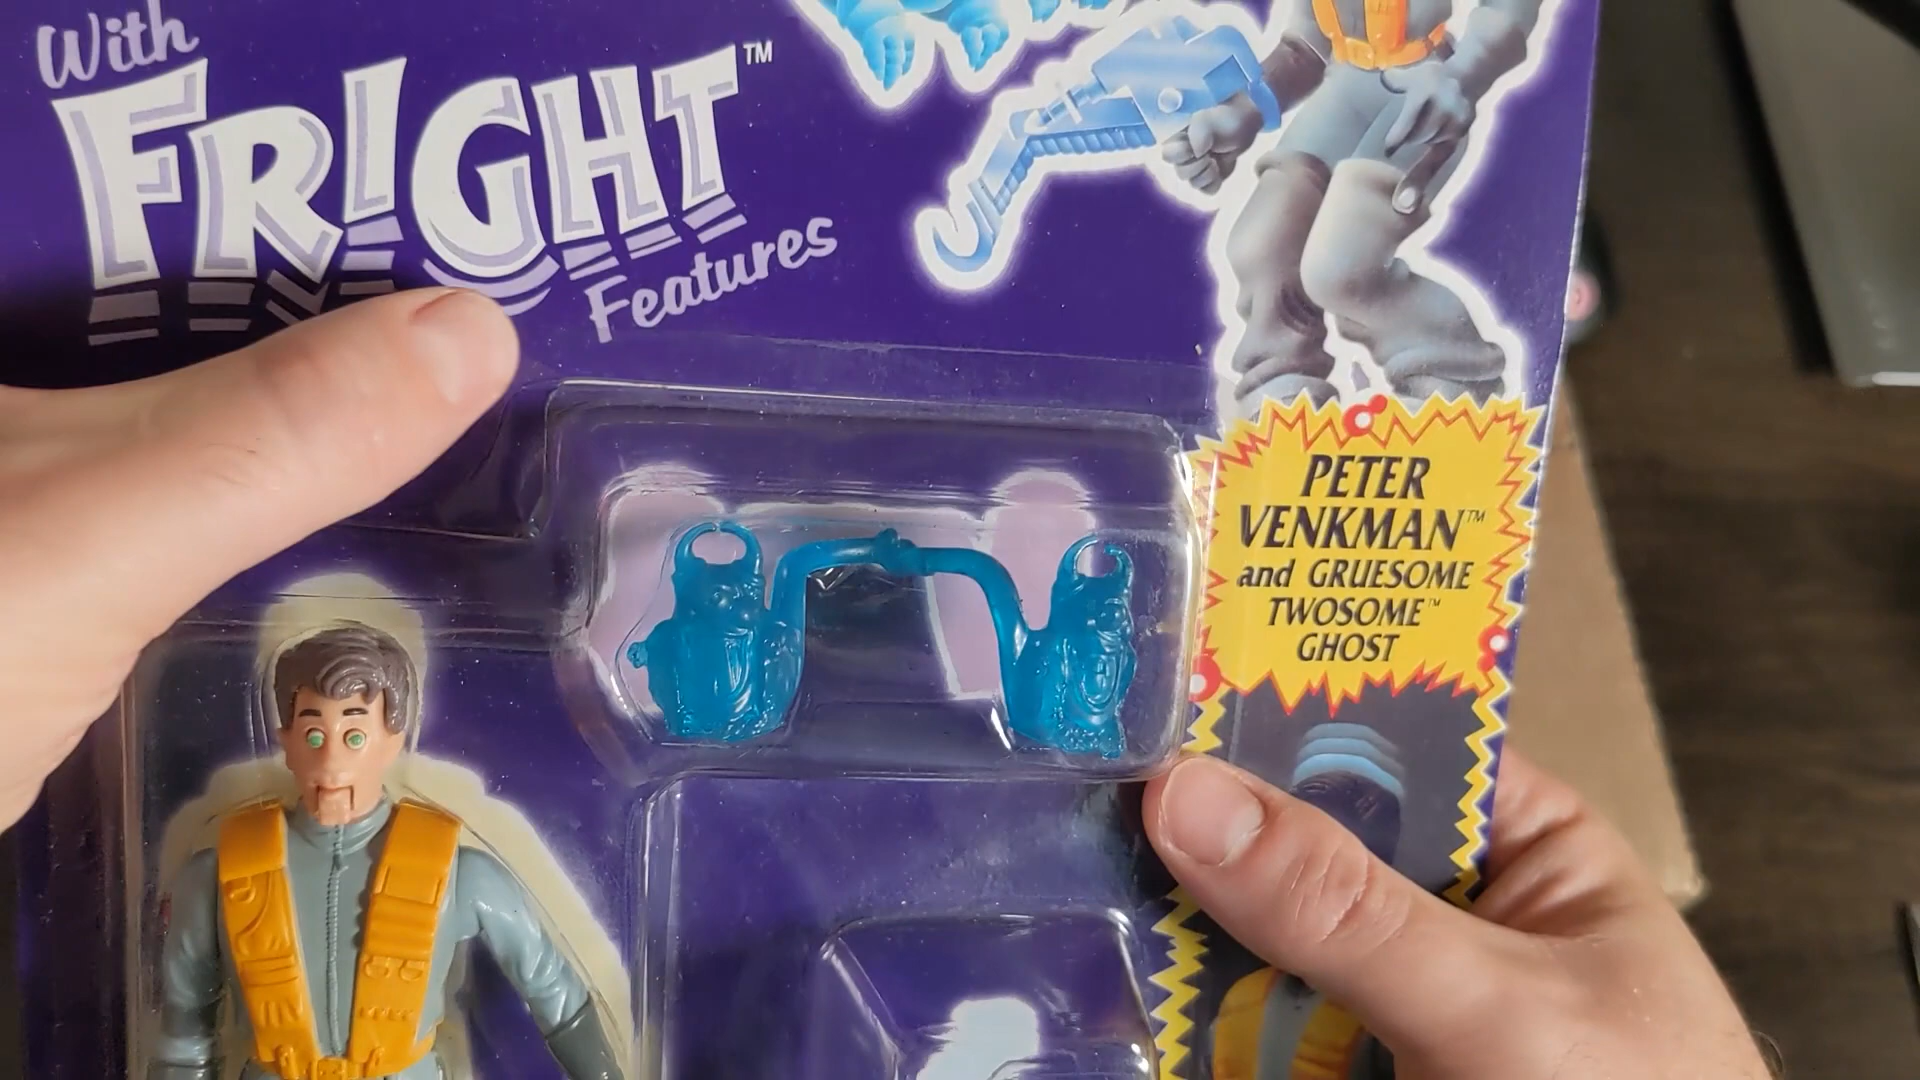 With
FRIGHT™
Features
PETER
VENKMAN™
and GRUESOME
TWOSOME™
GHOST